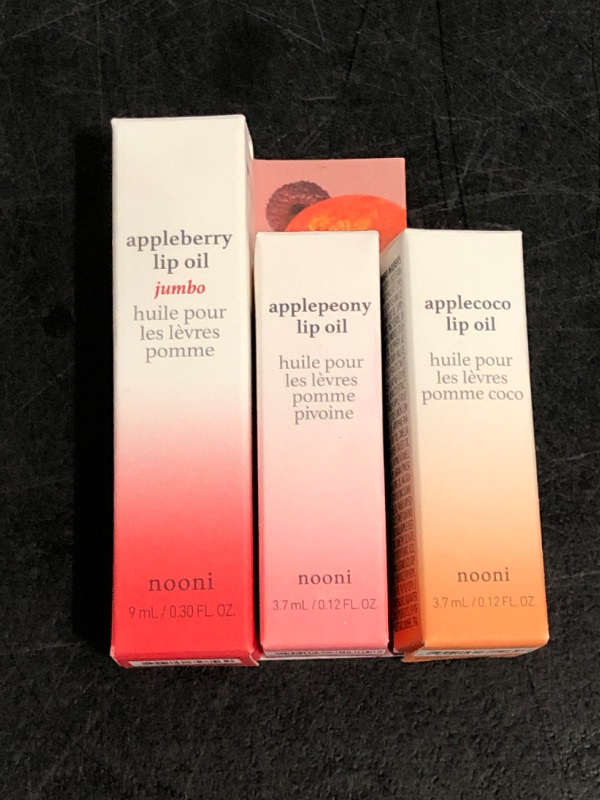 appleberry
lip oil
jumbo
huile pour
les lèvres
pomme
nooni
9 mL / 0.30 FL. OZ.
applepeony
lip oil
huile pour
les lèvres
pomme
pivoine
nooni
3.7 mL / 0.12 FL. OZ.
applecoco
lip oil
huile pour
les lèvres
pomme coco
nooni
3.7 mL / 0.12 FL. OZ.